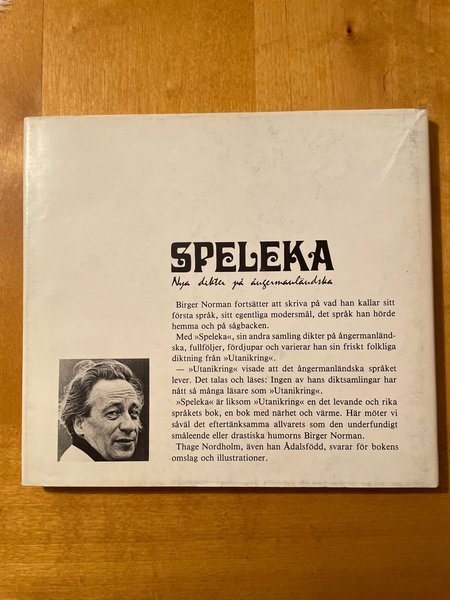 SPELEKA
Nya dikter på ångermanländska
Birger Norman fortsätter att skriva på vad han kallar sitt
första språk, sitt egentliga modersmål, det språk han hörde
hemma och på sågbacken.
Med »Speleka«, sin andra samling dikter på ångermanländ-
ska, fullföljer, fördjupar och varierar han sin friskt folkliga
diktning från »Utanikring«.
— »Utanikring« visade att det ångermanländska språket
lever. Det talas och läses: Ingen av hans diktsamlingar har
nått så många läsare som »Utanikring«.
»Speleka« är liksom »Utanikring« en det levande och rika
språkets bok, en bok med närhet och värme. Här möter vi
såväl det eftertänksamma allvarets som den underfundigt
småleende eller drastiska humorns Birger Norman.
Thage Nordholm, även han Ådalsfödd, svarar för bokens
omslag och illustrationer.